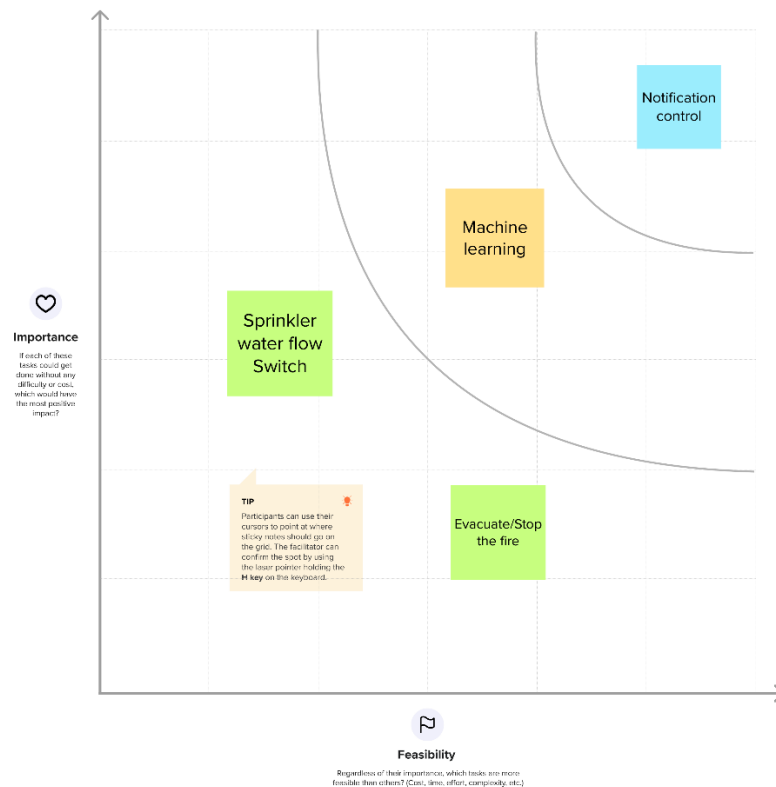 Notification
control
Machine
learning
Sprinkler
water flow
Switch
Importance
If each of these
tasks could get
done without any
difficulty or cost,
which would have
the most positive
impact?
TIP
Participants can use their
cursors to point at where
sticky notes should go on
the grid. The facilitator can
confirm the spot by using
the laser pointer holding the
H key on the keyboard.
Evacuate/Stop
the fire
Feasibility
Regardless of their importance, which tasks are more
feasible than others? (Cost, time, effort, complexity, etc.)